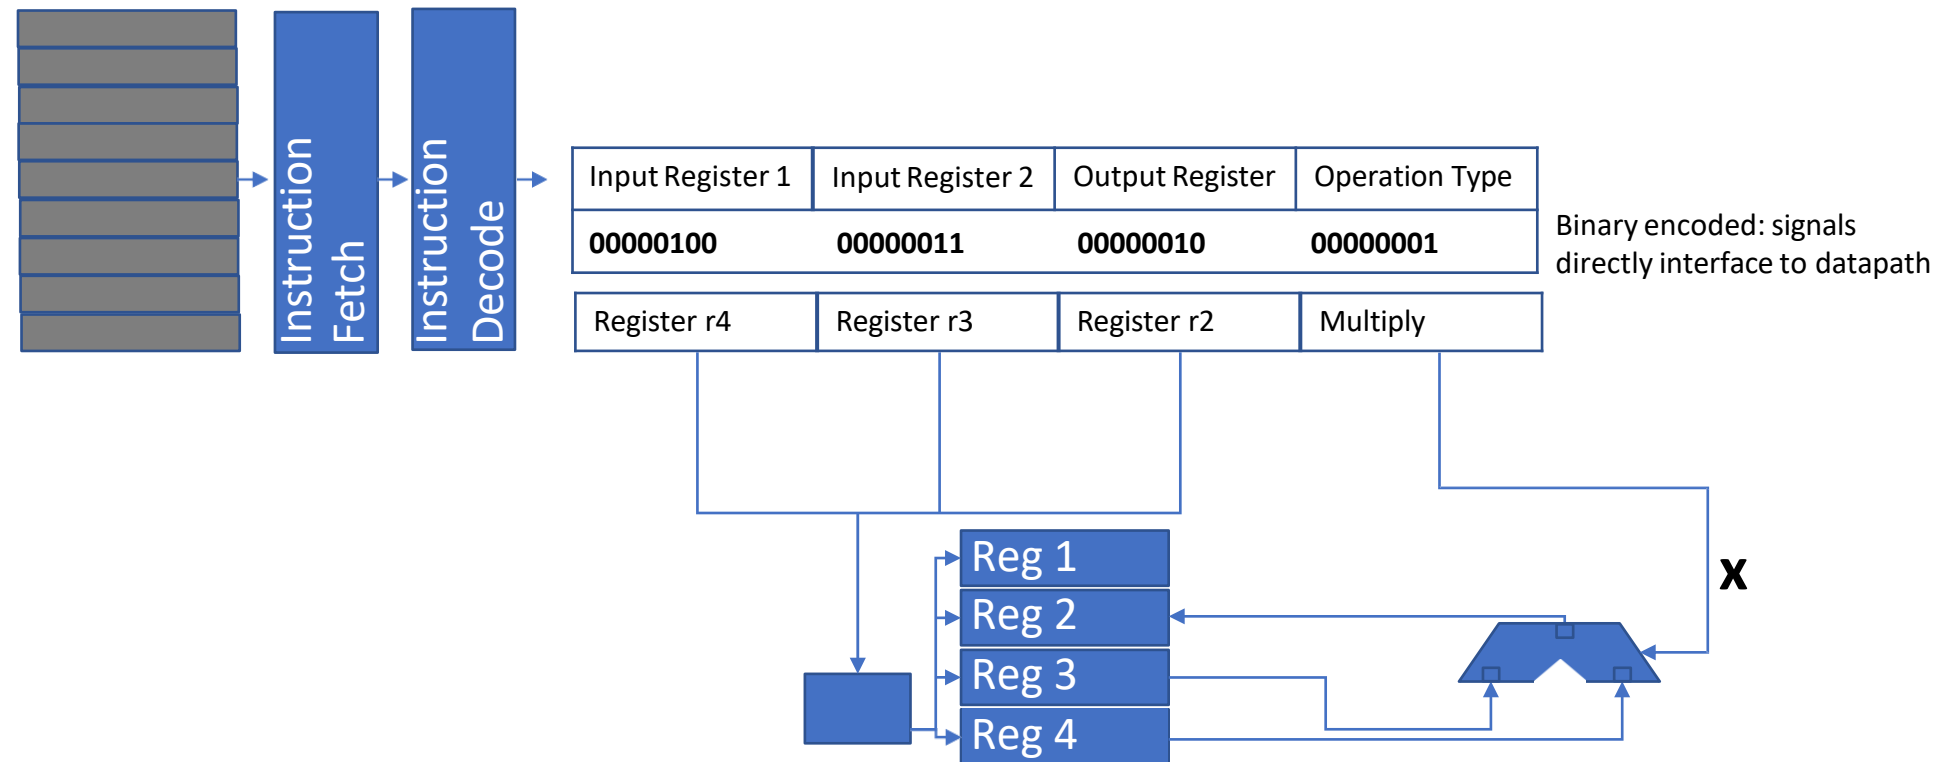 Instruction
Fetch
Instruction
Decode
Input Register 1 Input Register 2 Output Register Operation Type
00000100 00000011 00000010 00000001
Binary encoded: signals
directly interface to datapath
Register r4 Register r3 Register r2 Multiply
Reg 1
X
Reg 2
Reg 3
Reg 4